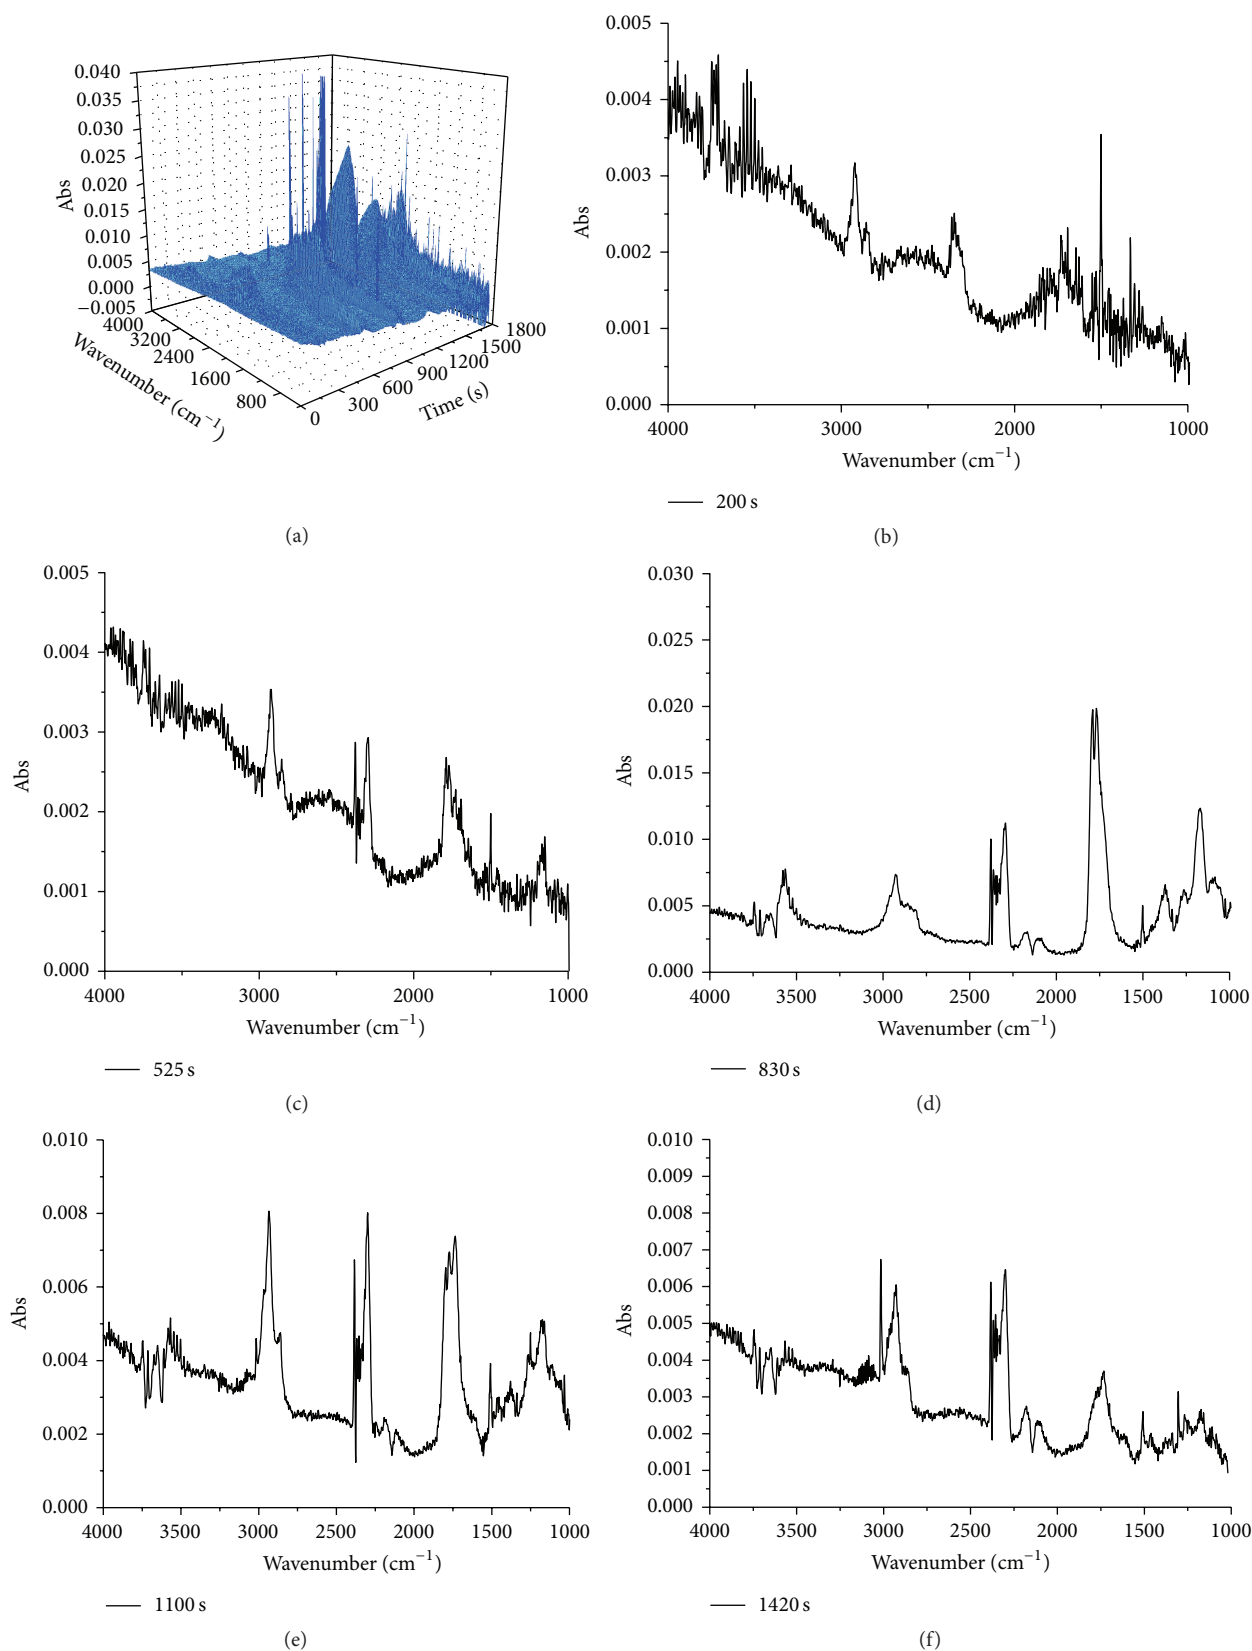 0.040
0.035
0.030
0.025
0.020
0.015
0.010
0.005
0.000
−0.005
Abs
4000
3200
2400
1600
800
Wavenumber (cm⁻¹)
0
300
600
900
1200
1500
1800
Time (s)
(a)
0.005
0.004
0.003
0.002
0.001
0.000
Abs
4000 3000 2000 1000
Wavenumber (cm⁻¹)
200 s
(b)
0.005
0.004
0.003
0.002
0.001
0.000
Abs
4000 3000 2000 1000
Wavenumber (cm⁻¹)
525 s
(c)
0.030
0.025
0.020
0.015
0.010
0.005
0.000
Abs
4000 3500 3000 2500 2000 1500 1000
Wavenumber (cm⁻¹)
830 s
(d)
0.010
0.008
0.006
0.004
0.002
0.000
Abs
4000 3500 3000 2500 2000 1500 1000
Wavenumber (cm⁻¹)
1100 s
(e)
0.010
0.009
0.008
0.007
0.006
0.005
0.004
0.003
0.002
0.001
0.000
Abs
4000 3500 3000 2500 2000 1500 1000
Wavenumber (cm⁻¹)
1420 s
(f)